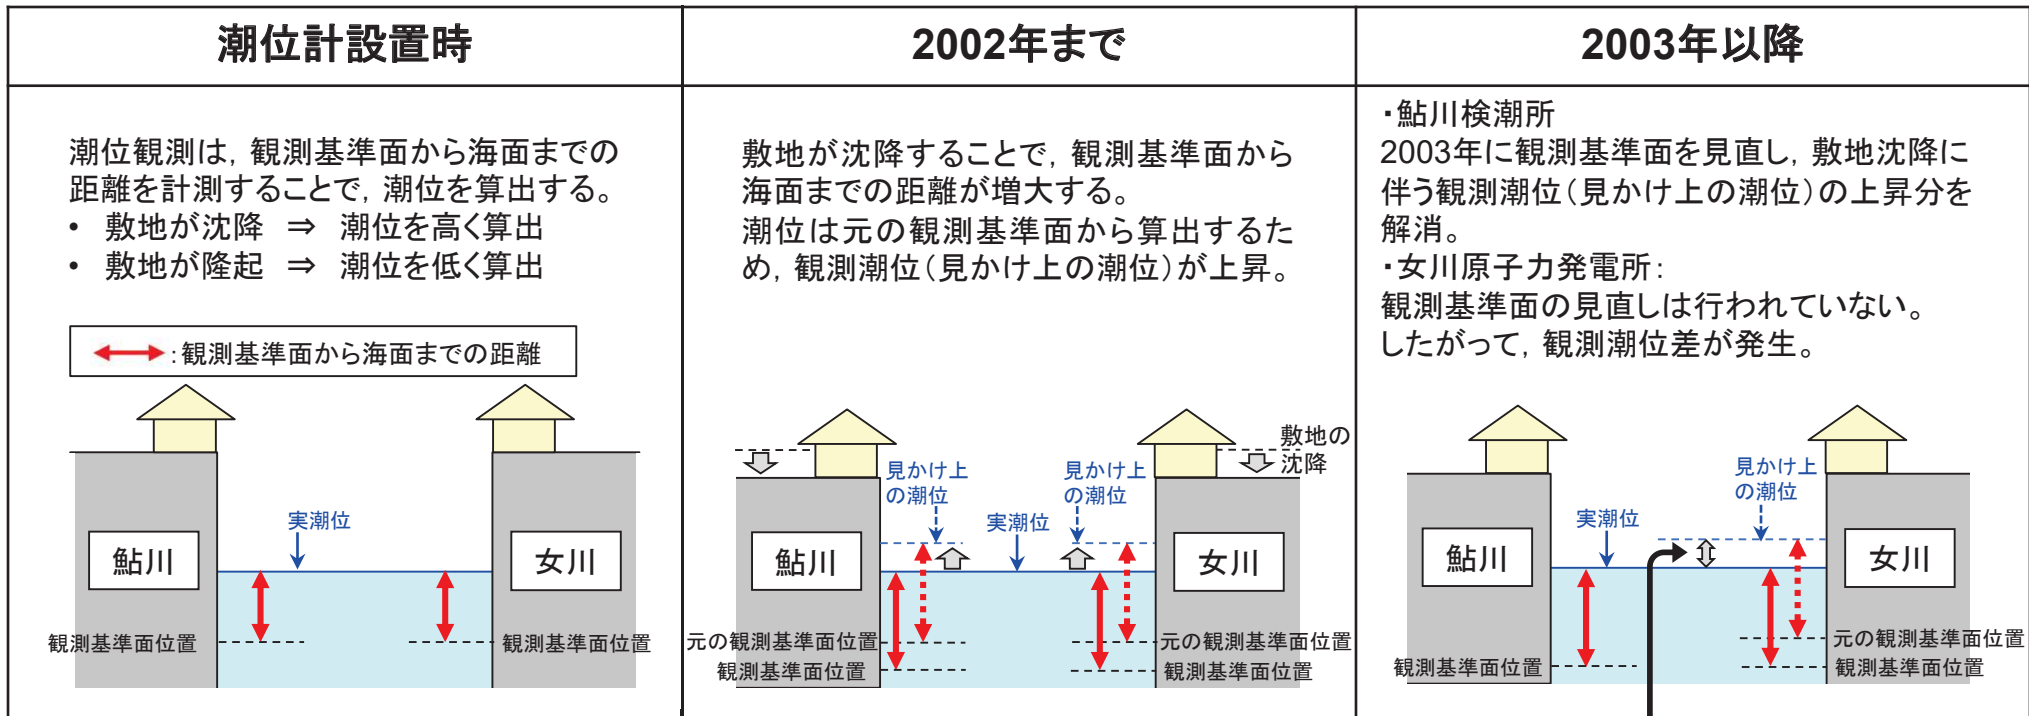 潮位計設置時
潮位観測は，観測基準面から海面までの
距離を計測することで，潮位を算出する。
• 敷地が沈降 ⇒ 潮位を高く算出
• 敷地が隆起 ⇒ 潮位を低く算出
：観測基準面から海面までの距離
実潮位
鮎川
女川
観測基準面位置
観測基準面位置
2002年まで
敷地が沈降することで，観測基準面から
海面までの距離が増大する。
潮位は元の観測基準面から算出するた
め，観測潮位（見かけ上の潮位）が上昇。
敷地の
沈降
見かけ上
の潮位
見かけ上
の潮位
実潮位
鮎川
女川
元の観測基準面位置
元の観測基準面位置
観測基準面位置
観測基準面位置
2003年以降
・鮎川検潮所
2003年に観測基準面を見直し，敷地沈降に
伴う観測潮位（見かけ上の潮位）の上昇分を
解消。
・女川原子力発電所：
観測基準面の見直しは行われていない。
したがって，観測潮位差が発生。
見かけ上
の潮位
実潮位
鮎川
女川
元の観測基準面位置
観測基準面位置
観測基準面位置